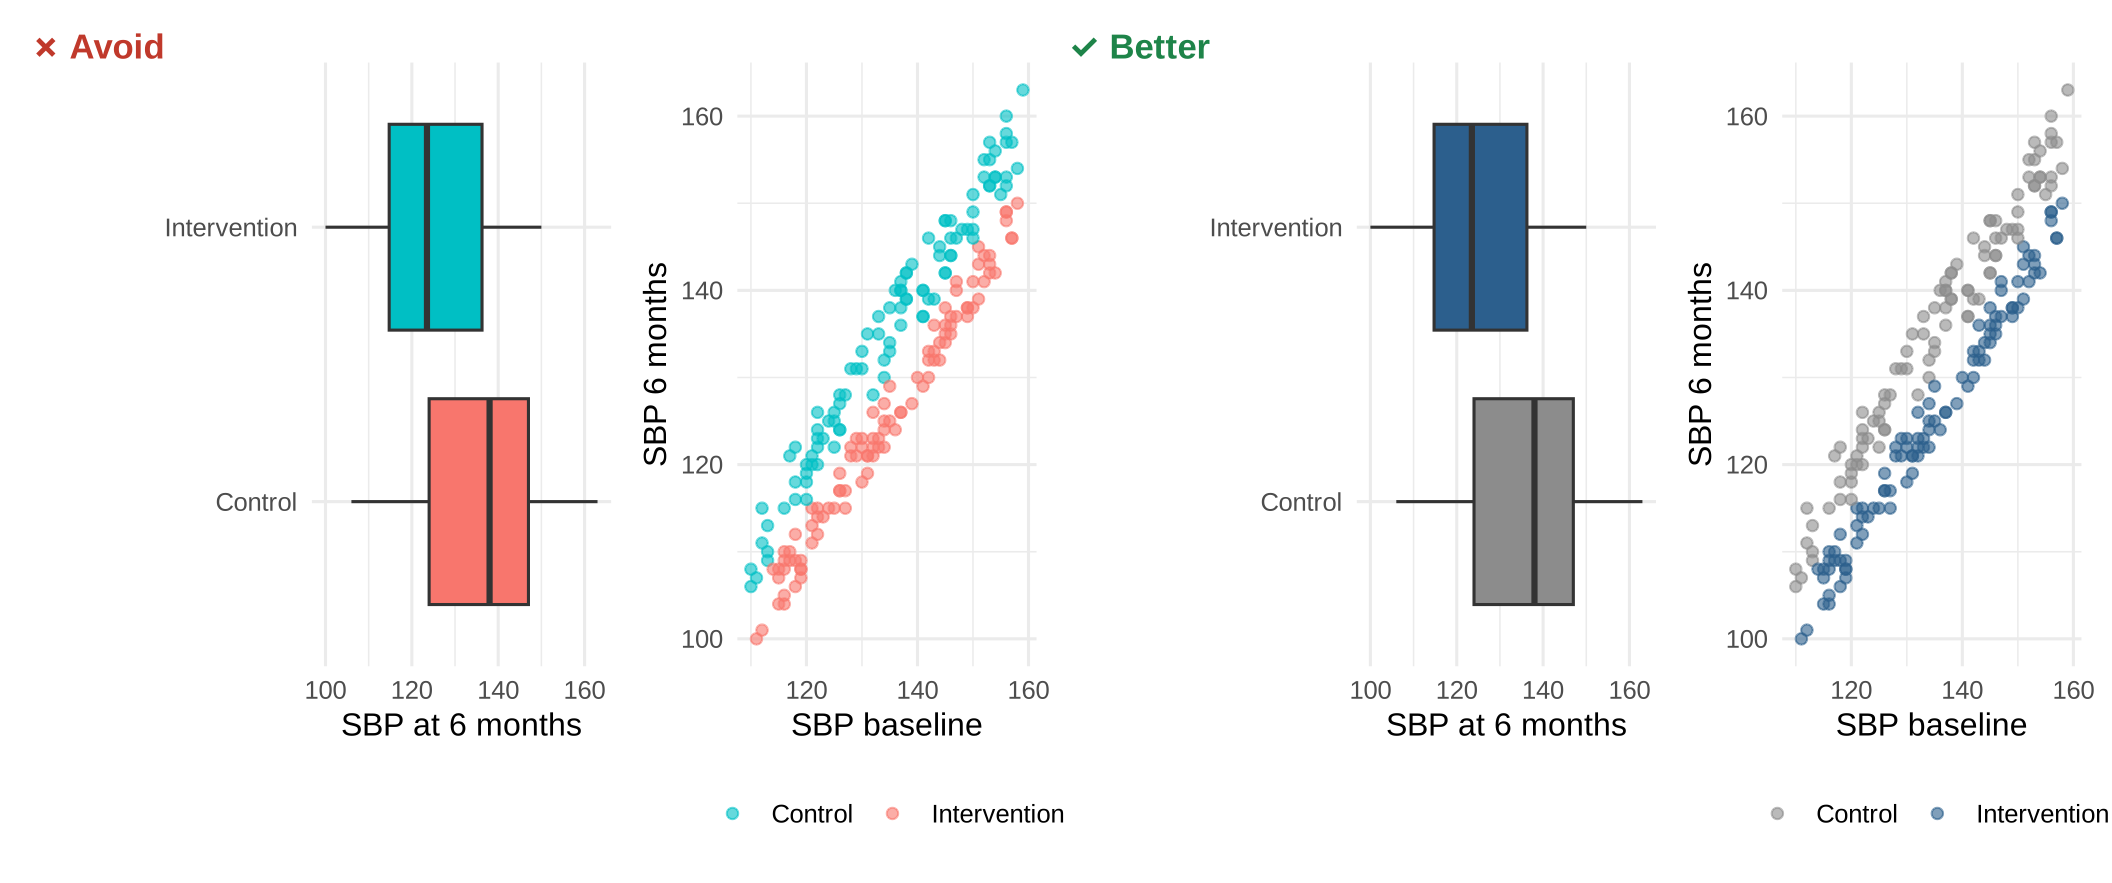 Avoid
Intervention
Control
100 120 140 160
SBP at 6 months
SBP 6 months
160
140
120
100
120 140 160
SBP baseline
Control Intervention
Better
Intervention
Control
100 120 140 160
SBP at 6 months
SBP 6 months
160
140
120
100
120 140 160
SBP baseline
Control Intervention